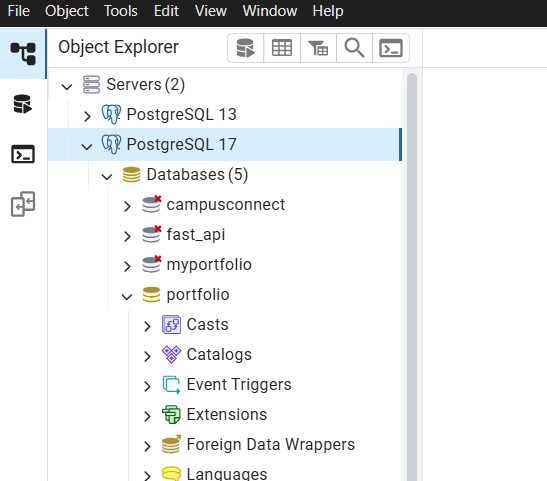 File Object Tools Edit View Window Help
Object Explorer
Servers (2)
PostgreSQL 13
PostgreSQL 17
Databases (5)
campusconnect
fast_api
myportfolio
portfolio
Casts
Catalogs
Event Triggers
Extensions
Foreign Data Wrappers
Languages